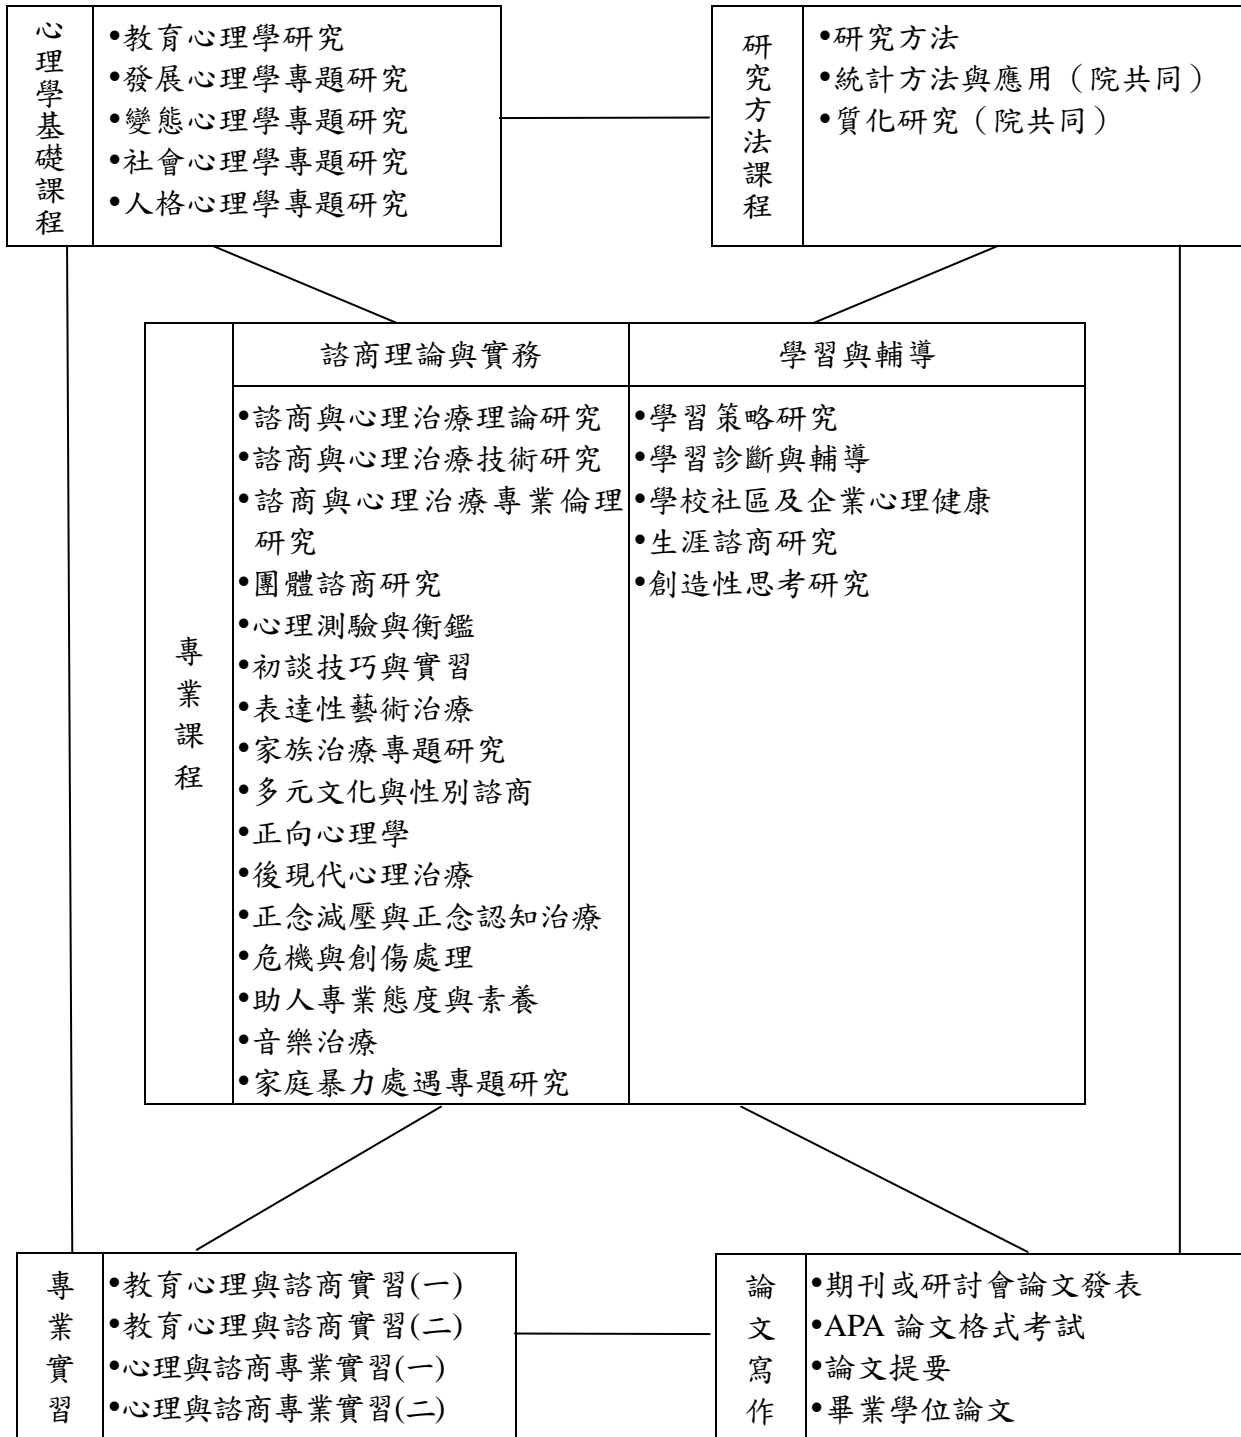 心理學基礎課程
•教育心理學研究
•發展心理學專題研究
•變態心理學專題研究
•社會心理學專題研究
•人格心理學專題研究
研究方法課程
•研究方法
•統計方法與應用（院共同）
•質化研究（院共同）
專業課程
諮商理論與實務
•諮商與心理治療理論研究
•諮商與心理治療技術研究
•諮商與心理治療專業倫理
研究
•團體諮商研究
•心理測驗與衡鑑
•初談技巧與實習
•表達性藝術治療
•家族治療專題研究
•多元文化與性別諮商
•正向心理學
•後現代心理治療
•正念減壓與正念認知治療
•危機與創傷處理
•助人專業態度與素養
•音樂治療
•家庭暴力處遇專題研究
學習與輔導
•學習策略研究
•學習診斷與輔導
•學校社區及企業心理健康
•生涯諮商研究
•創造性思考研究
專業實習
•教育心理與諮商實習(一)
•教育心理與諮商實習(二)
•心理與諮商專業實習(一)
•心理與諮商專業實習(二)
論文寫作
•期刊或研討會論文發表
•APA 論文格式考試
•論文提要
•畢業學位論文